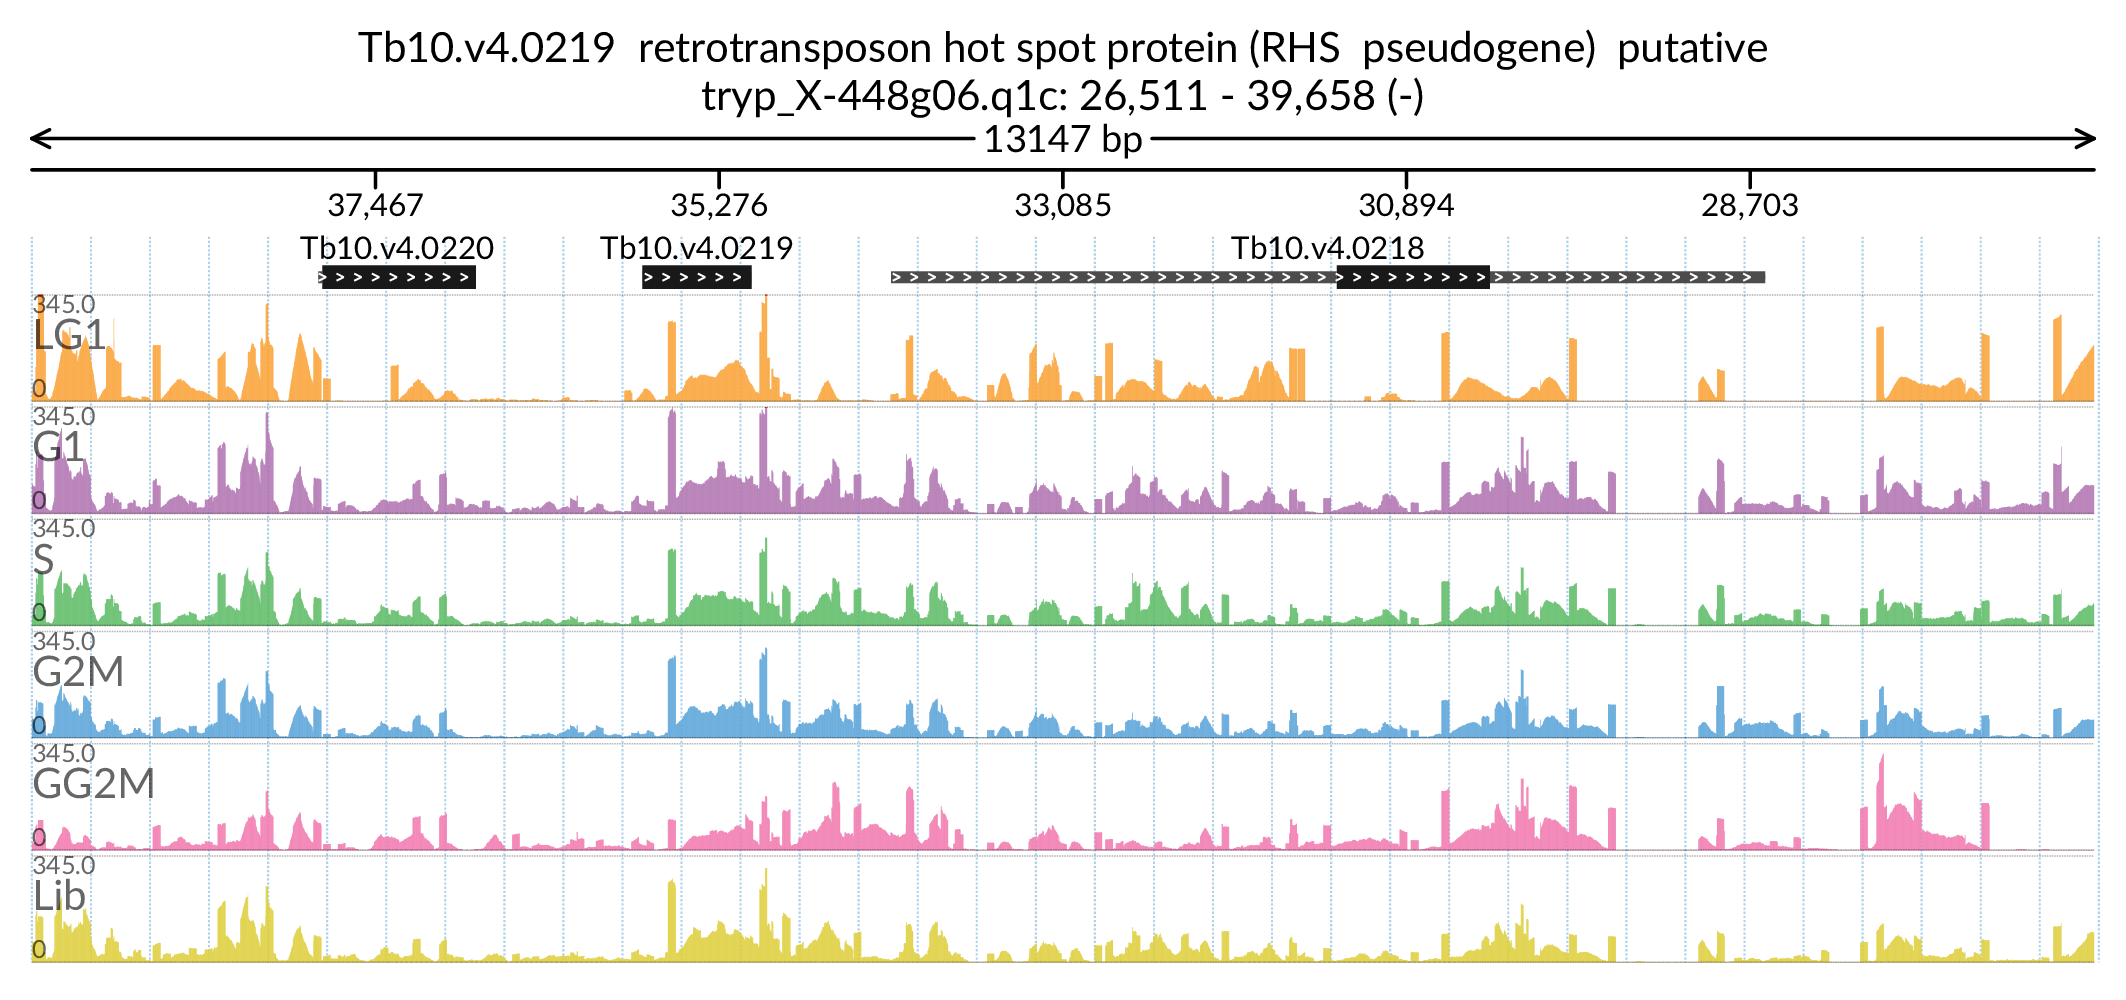 Tb10.v4.0219 retrotransposon hot spot protein (RHS pseudogene) putative
tryp_X-448g06.q1c: 26,511 - 39,658 (-)
13147 bp
37,467 35,276 33,085 30,894 28,703
Tb10.v4.0220 Tb10.v4.0219 Tb10.v4.0218
345.0
LG1
0
345.0
G1
0
345.0
S
0
345.0
G2M
0
345.0
GG2M
0
345.0
Lib
0